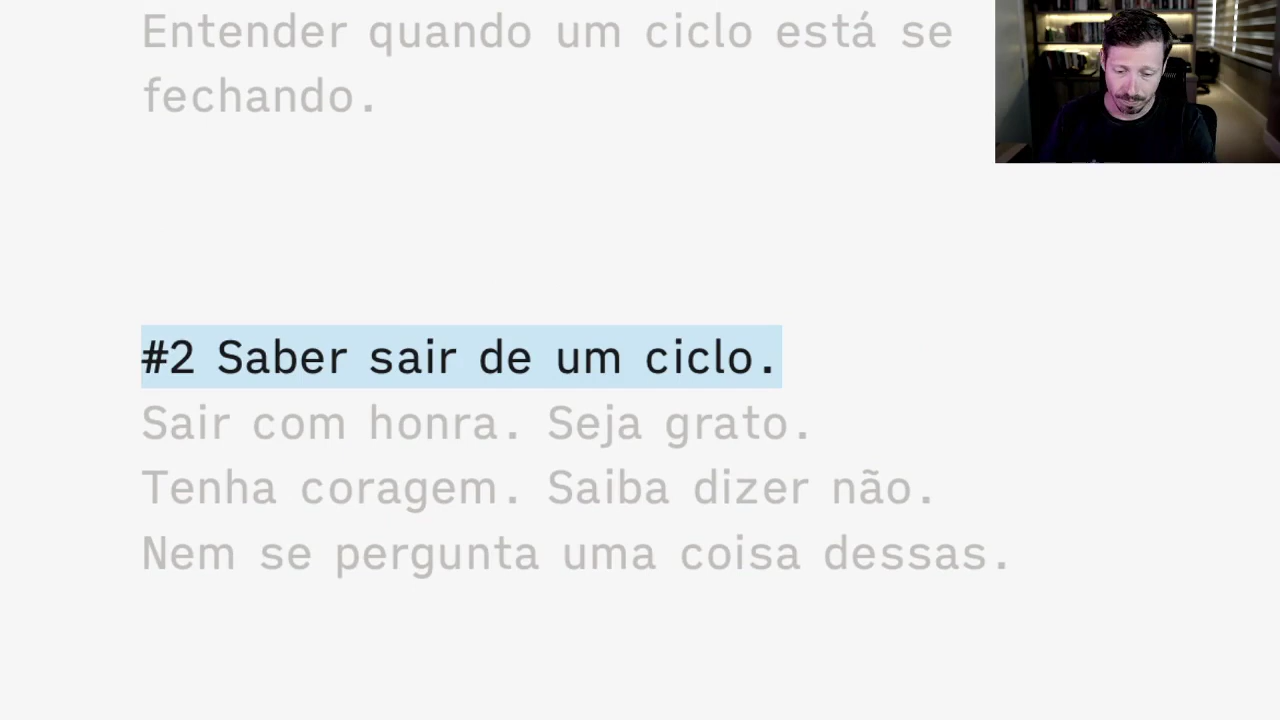 Entender quando um ciclo está se
fechando.
#2 Saber sair de um ciclo.
Sair com honra. Seja grato.
Tenha coragem. Saiba dizer não.
Nem se pergunta uma coisa dessas.